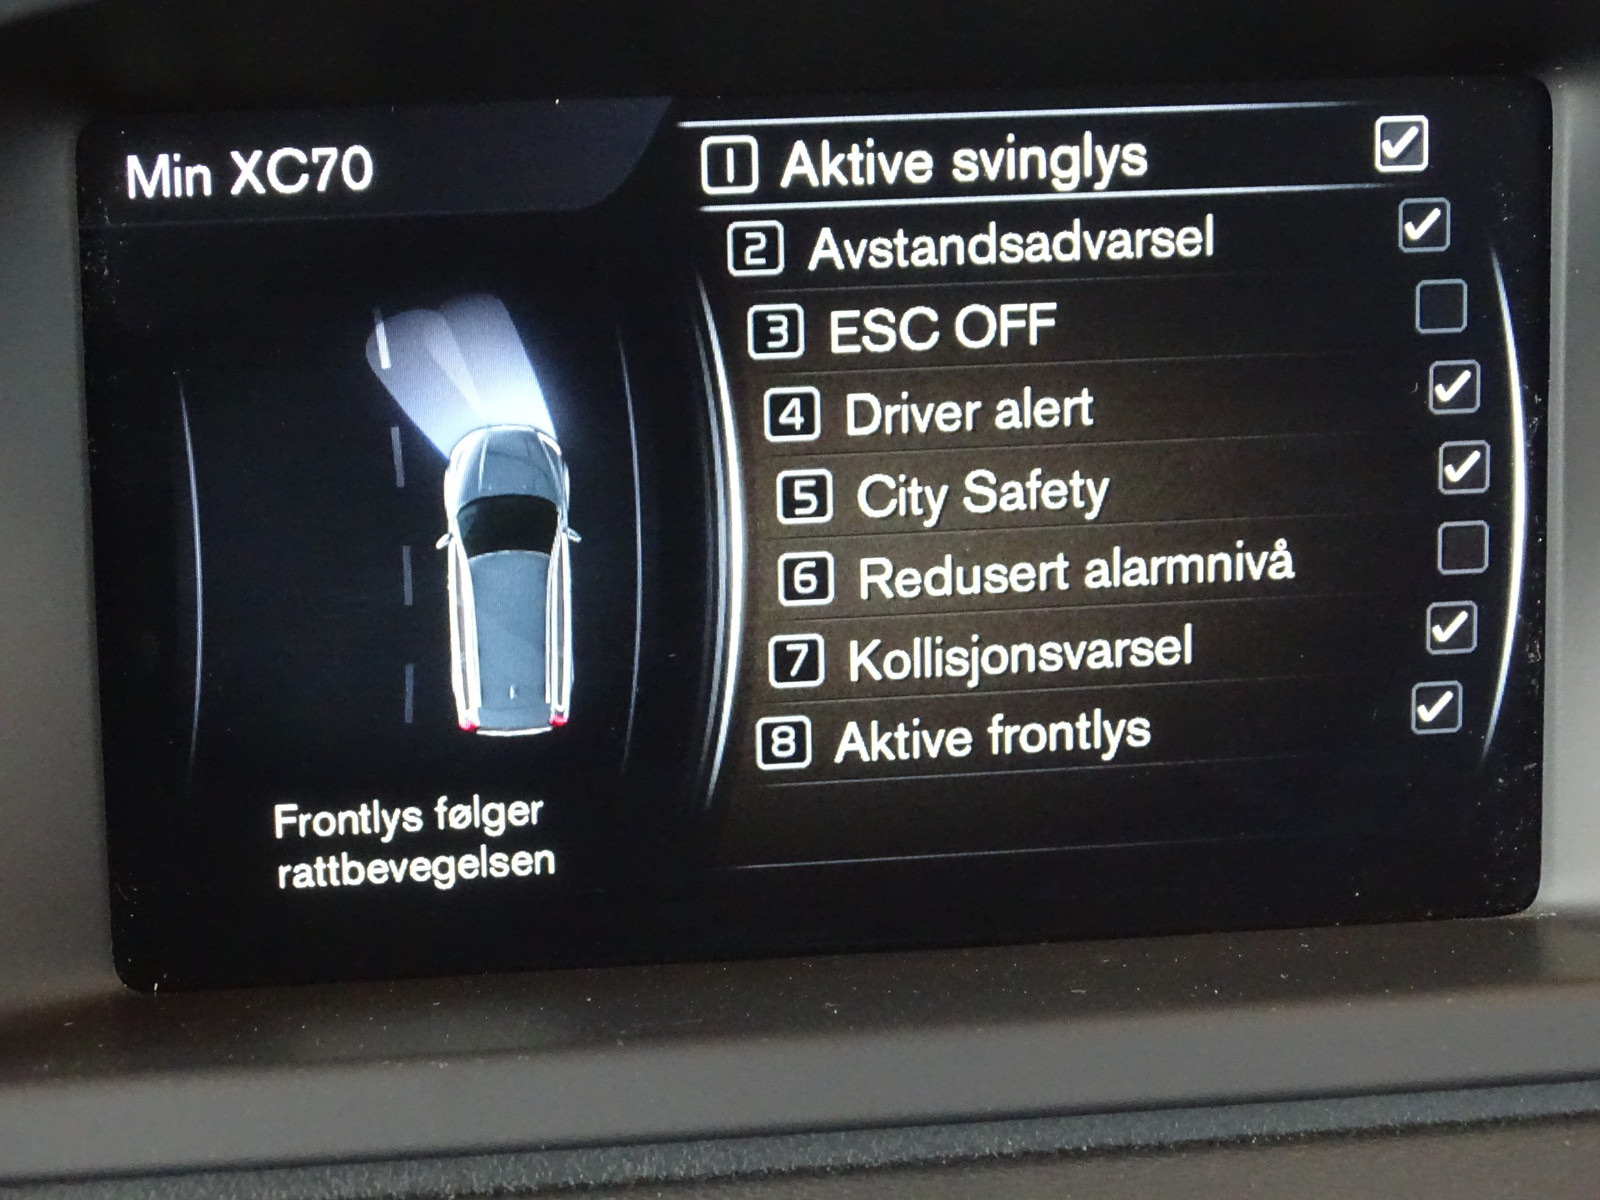 Min XC70
1 Aktive svinglys
2 Avstandsadvarsel
3 ESC OFF
4 Driver alert
5 City Safety
6 Redusert alarmnivå
7 Kollisjonsvarsel
8 Aktive frontlys
Frontlys følger
rattbevegelsen